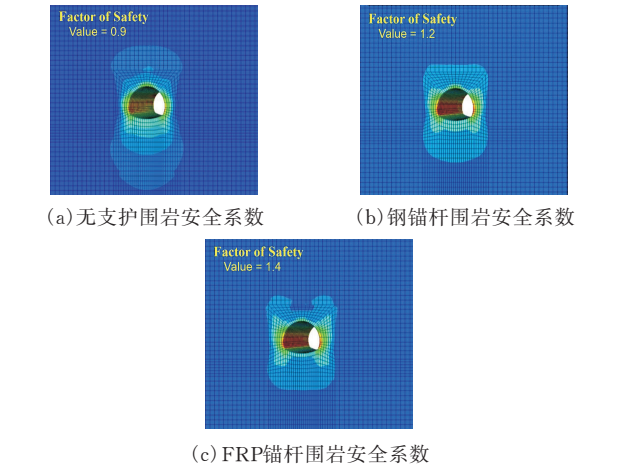 Factor of Safety
Value = 0.9
Factor of Safety
Value = 1.2
(a)无支护围岩安全系数
(b)钢锚杆围岩安全系数
Factor of Safety
Value = 1.4
(c)FRP锚杆围岩安全系数